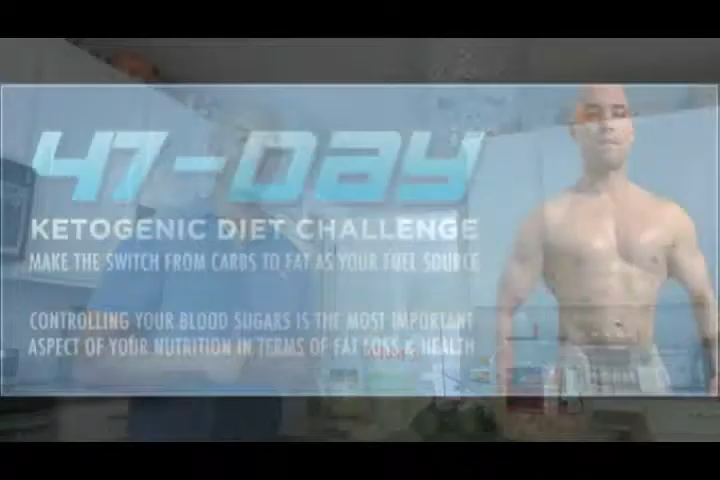 47-DAY
KETOGENIC DIET CHALLENGE
MAKE THE SWITCH FROM CARBS TO FAT AS YOUR FUEL SOURCE
CONTROLLING YOUR BLOOD SUGARS IS THE MOST IMPORTANT
ASPECT OF YOUR NUTRITION IN TERMS OF FAT LOSS & HEALTH